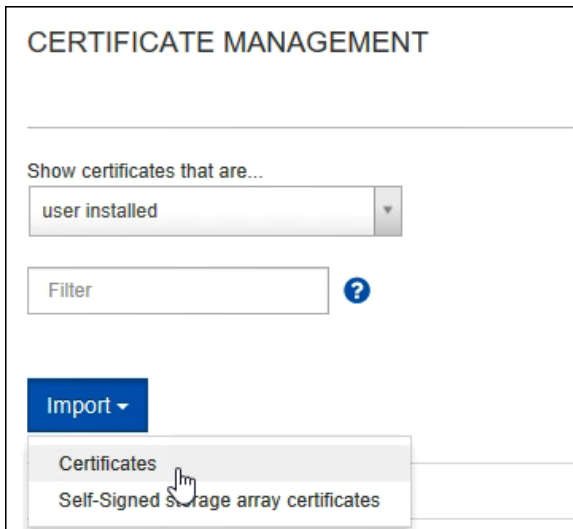 CERTIFICATE MANAGEMENT
Show certificates that are...
user installed
Filter
?
Import
Certificates
Self-Signed storage array certificates